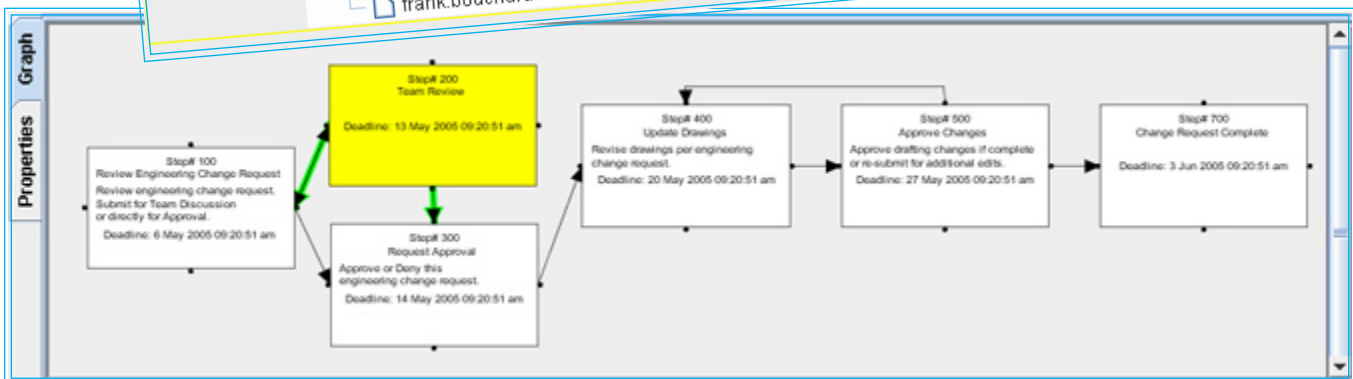 Graph
Properties
Step# 100
Review Engineering Change Request
Review engineering change request.
Submit for Team Discussion
or directly for Approval.
Deadline: 6 May 2005 09:20:51 am
Step# 200
Team Review
Deadline: 13 May 2005 09:20:51 am
Step# 300
Request Approval
Approve or Deny this
engineering change request.
Deadline: 14 May 2005 09:20:51 am
Step# 400
Update Drawings
Revise drawings per engineering
change request.
Deadline: 20 May 2005 09:20:51 am
Step# 500
Approve Changes
Approve drafting changes if complete
or re-submit for additional edits.
Deadline: 27 May 2005 09:20:51 am
Step# 700
Change Request Complete
Deadline: 3 Jun 2005 09:20:51 am